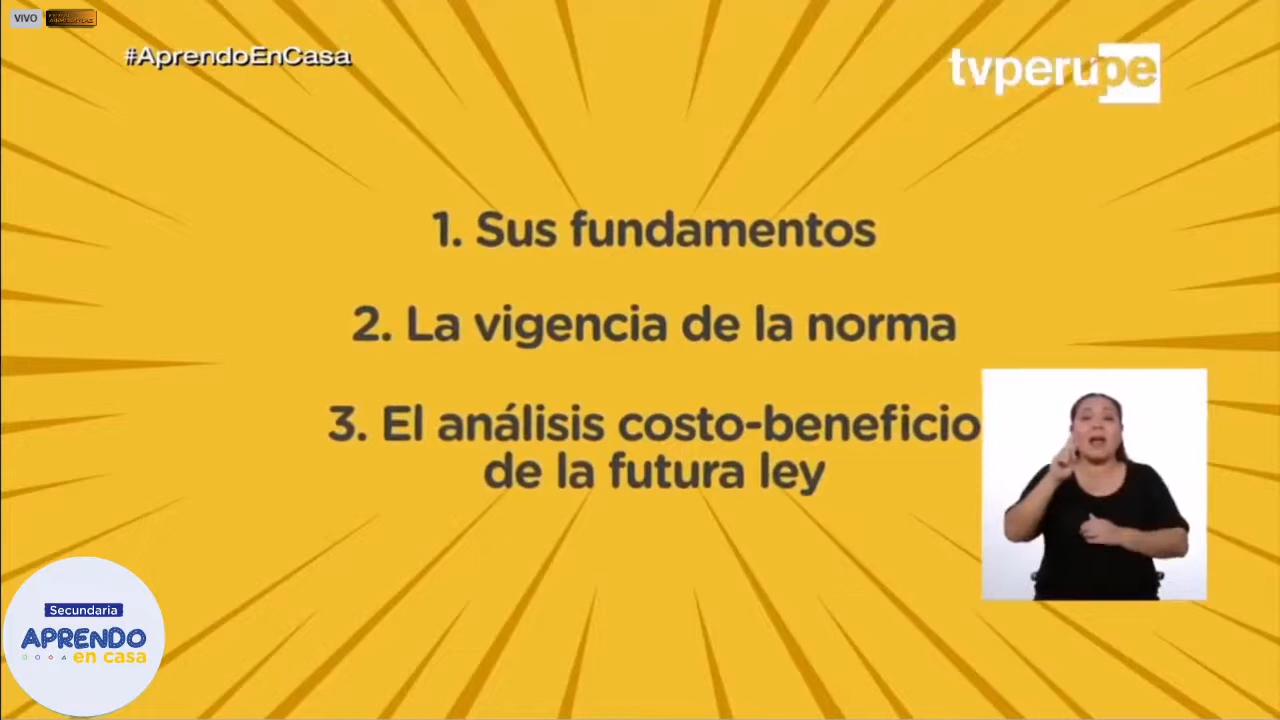 VIVO
#AprendoEnCasa
tvperupe
1. Sus fundamentos
2. La vigencia de la norma
3. El análisis costo-beneficio
de la futura ley
Secundaria
APRENDO
en casa